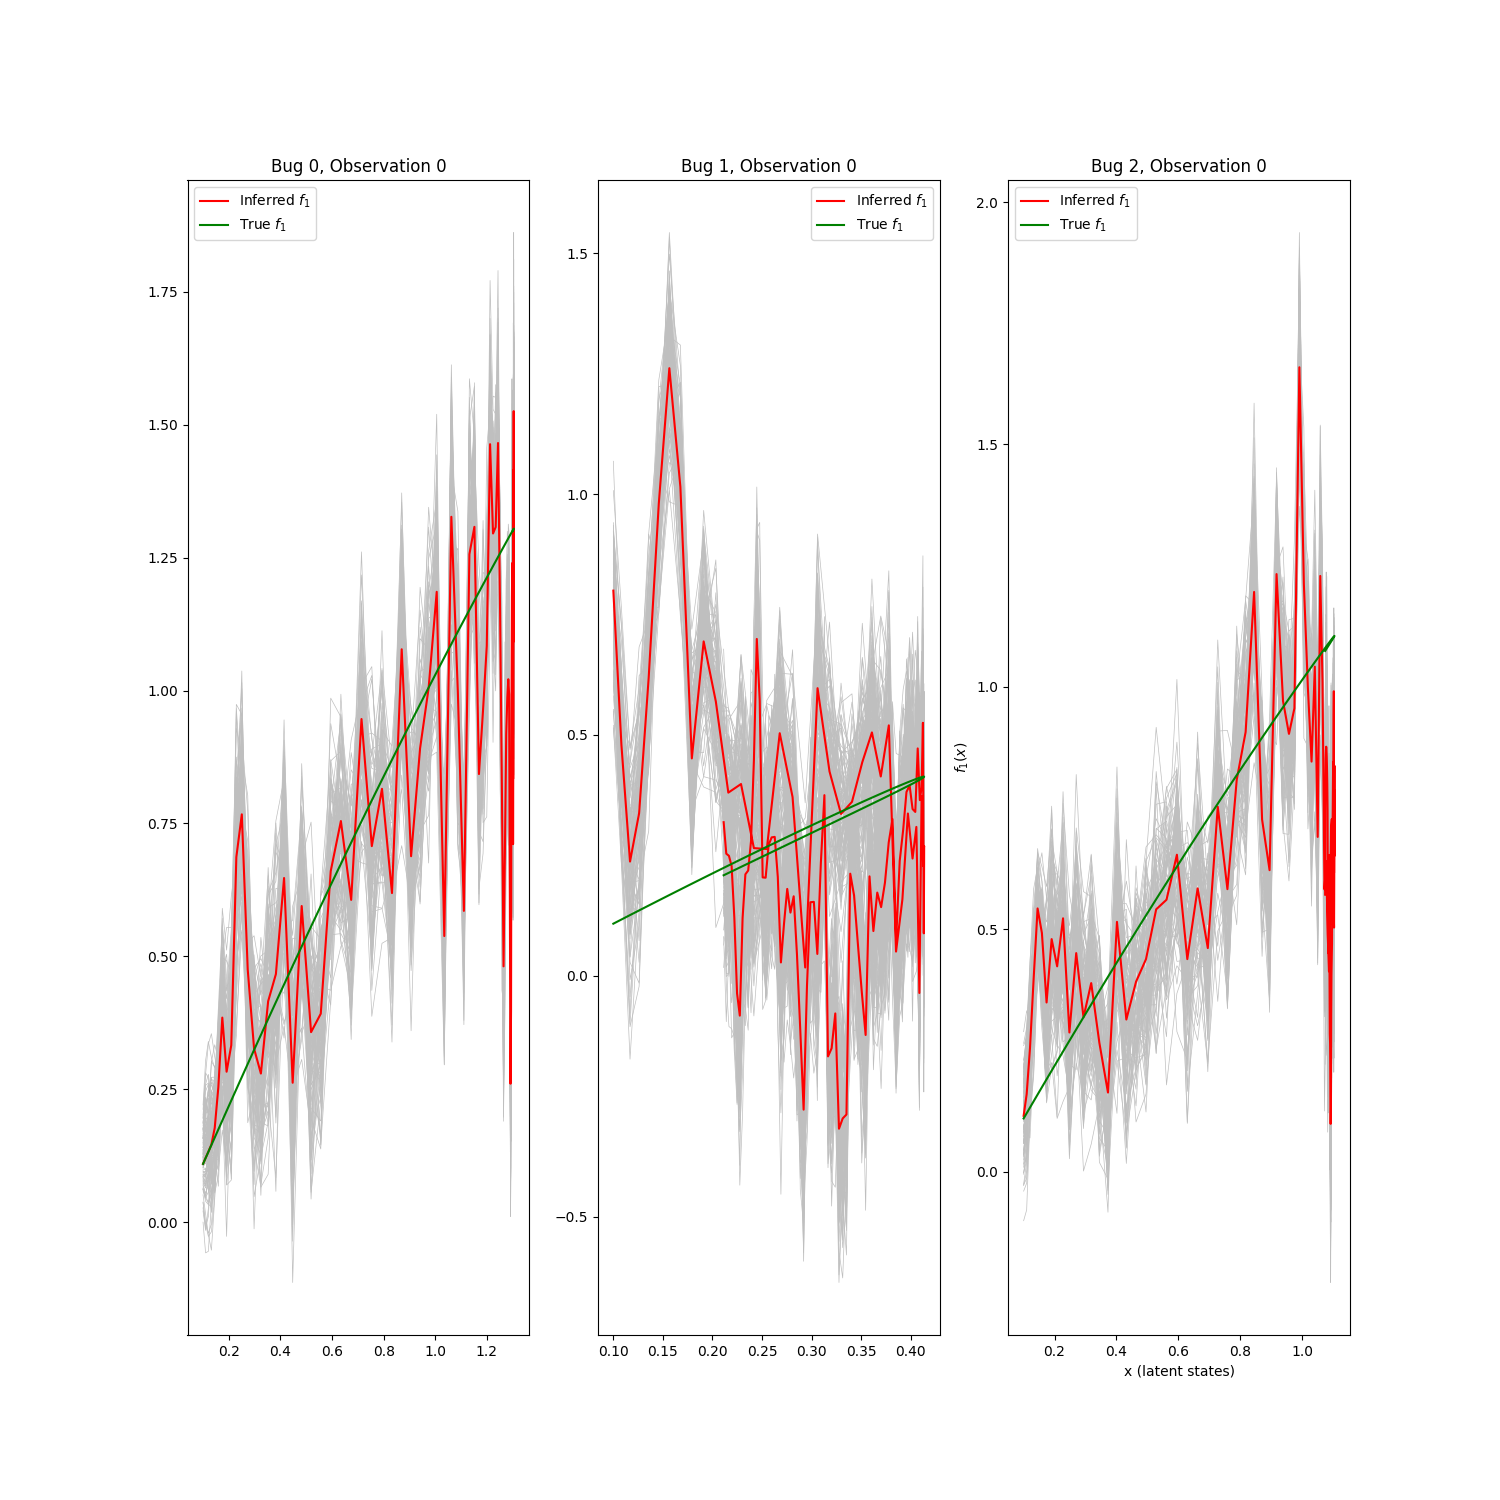 Bug 0, Observation 0
Inferred f₁
True f₁
1.75
1.50
1.25
1.00
0.75
0.50
0.25
0.00
0.2 0.4 0.6 0.8 1.0 1.2
Bug 1, Observation 0
Inferred f₁
True f₁
1.5
1.0
0.5
0.0
−0.5
0.10 0.15 0.20 0.25 0.30 0.35 0.40
Bug 2, Observation 0
Inferred f₁
True f₁
f₁(x)
2.0
1.5
1.0
0.5
0.0
0.2 0.4 0.6 0.8 1.0
x (latent states)